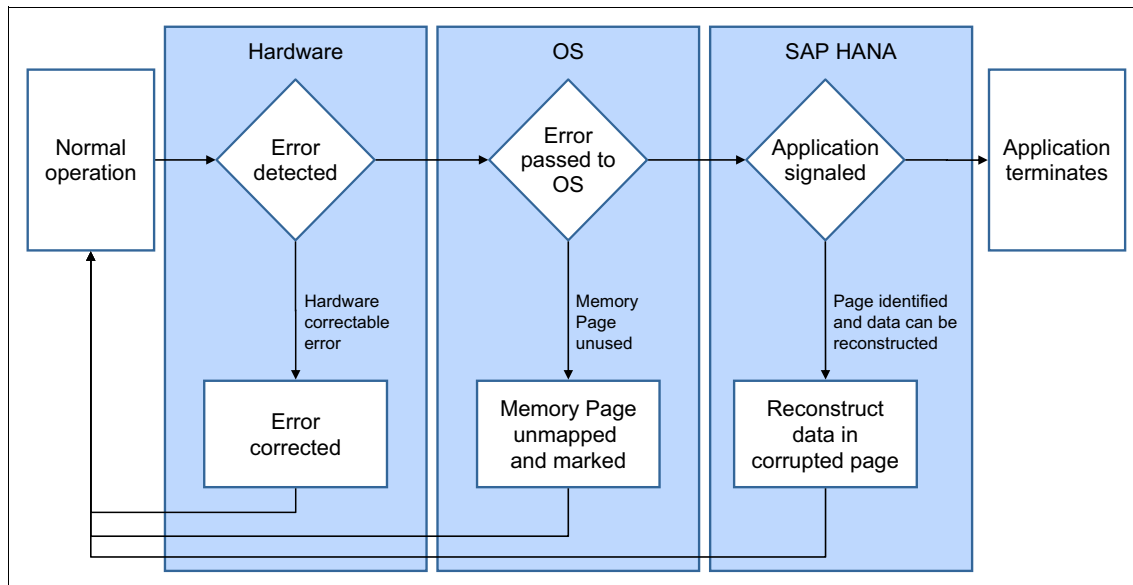 Hardware
OS
SAP HANA
Normal
operation
Error
detected
Error
passed to
OS
Application
signaled
Application
terminates
Hardware
correctable
error
Memory
Page
unused
Page identified
and data can be
reconstructed
Error
corrected
Memory Page
unmapped
and marked
Reconstruct
data in
corrupted page